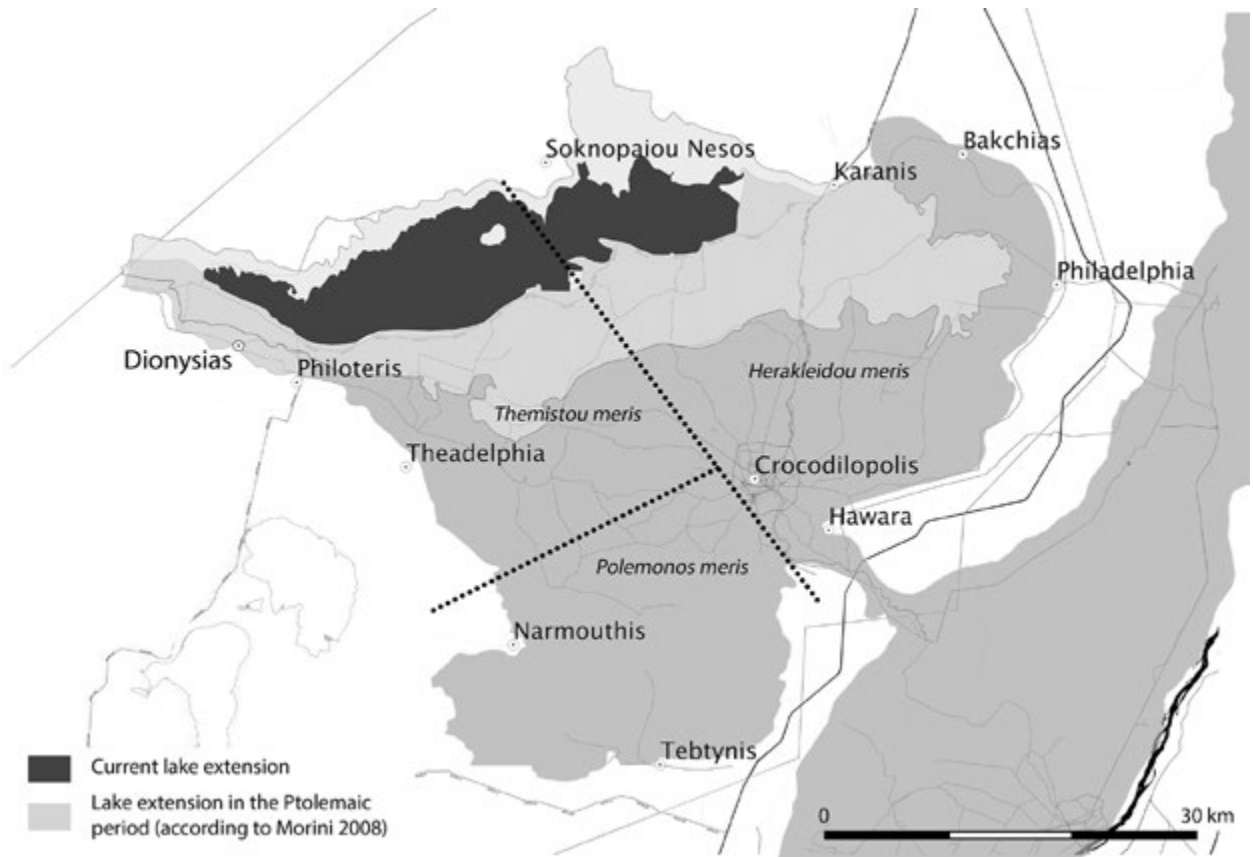 Soknopaiou Nesos
Bakchias
Karanis
Philadelphia
Dionysias
Philoteris
Herakleidou meris
Themistou meris
Theadelphia
Crocodilopolis
Hawara
Polemonos meris
Narmouthis
Tebtynis
Current lake extension
Lake extension in the Ptolemaic
period (according to Morini 2008)
0 30 km